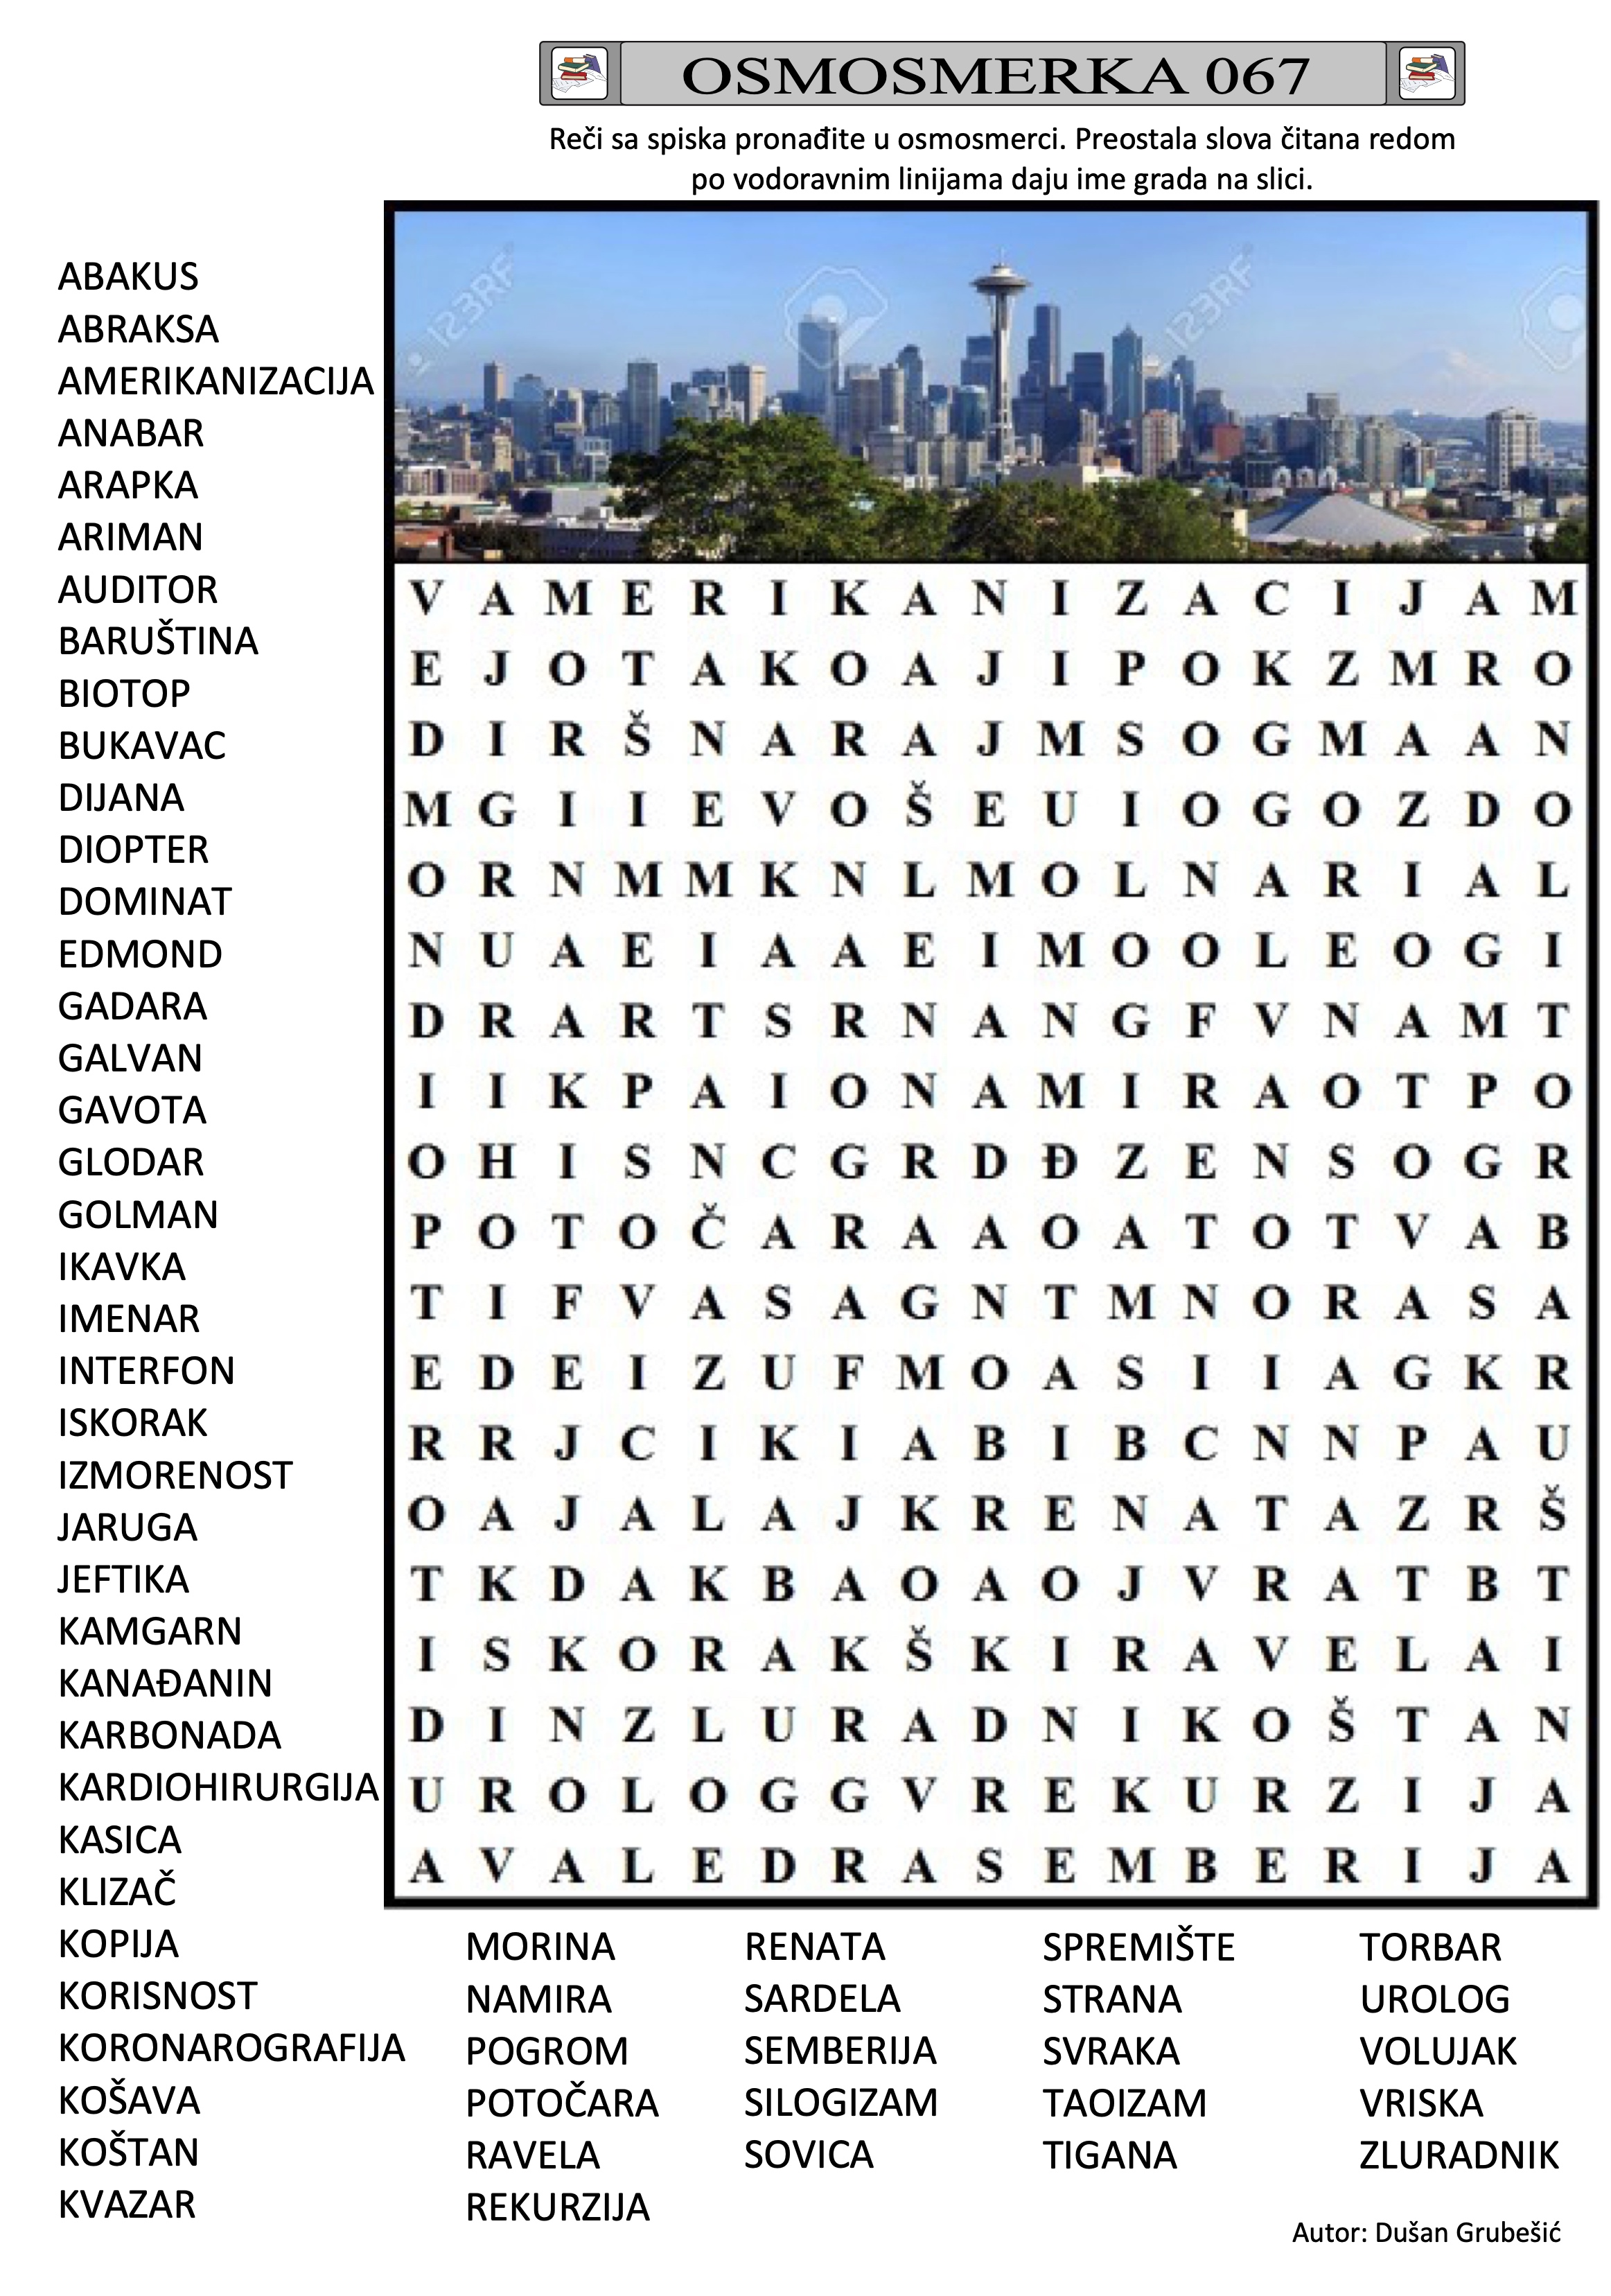 OSMOSMERKA 067
Reči sa spiska pronađite u osmosmerci. Preostala slova čitana redom
po vodoravnim linijama daju ime grada na slici.
ABAKUS
ABRAKSA
AMERIKANIZACIJA
ANABAR
ARAPKA
ARIMAN
AUDITOR
BARUŠTINA
BIOTOP
BUKAVAC
DIJANA
DIOPTER
DOMINAT
EDMOND
GADARA
GALVAN
GAVOTA
GLODAR
GOLMAN
IKAVKA
IMENAR
INTERFON
ISKORAK
IZMORENOST
JARUGA
JEFTIKA
KAMGARN
KANAĐANIN
KARBONADA
KARDIOHIRURGIJA
KASICA
KLIZAČ
KOPIJA
KORISNOST
KORONAROGRAFIJA
KOŠAVA
KOŠTAN
KVAZAR
123RF
123RF
V A M E R I K A N I Z A C I J A M
E J O T A K O A J I P O K Z M R O
D I R Š N A R A J M S O G M A A N
M G I I E V O Š E U I O G O Z D O
O R N M M K N L M O L N A R I A L
N U A E I A A E I M O O L E O G I
D R A R T S R N A N G F V N A M T
I I K P A I O N A M I R A O T P O
O H I S N C G R D Đ Z E N S O G R
P O T O Č A R A A O A T O T V A B
T I F V A S A G N T M N O R A S A
E D E I Z U F M O A S I I A G K R
R R J C I K I A B I B C N N P A U
O A J A L A J K R E N A T A Z R Š
T K D A K B A O A O J V R A T B T
I S K O R A K Š K I R A V E L A I
D I N Z L U R A D N I K O Š T A N
U R O L O G G V R E K U R Z I J A
A V A L E D R A S E M B E R I J A
MORINA
NAMIRA
POGROM
POTOČARA
RAVELA
REKURZIJA
RENATA
SARDELA
SEMBERIJA
SILOGIZAM
SOVICA
SPREMIŠTE
STRANA
SVRAKA
TAOIZAM
TIGANA
TORBAR
UROLOG
VOLUJAK
VRISKA
ZLURADNIK
Autor: Dušan Grubešić